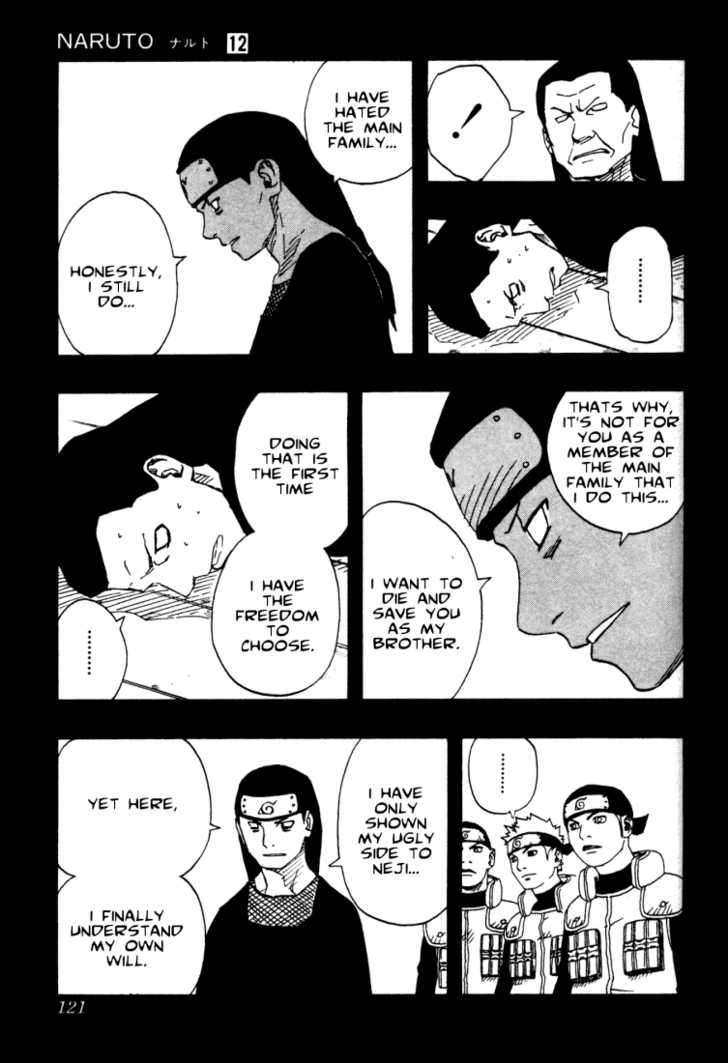 NARUTO ナルト 12
!
I HAVE
HATED
THE MAIN
FAMILY...
HONESTLY,
I STILL
DO...
.........
THATS WHY,
IT'S NOT FOR
YOU AS A
MEMBER OF
THE MAIN
FAMILY THAT
I DO THIS...
I WANT TO
DIE AND
SAVE YOU
AS MY
BROTHER.
DOING
THAT IS
THE FIRST
TIME
I HAVE
THE
FREEDOM
TO
CHOOSE.
.........
.........
I HAVE
ONLY
SHOWN
MY UGLY
SIDE TO
NEJI...
YET HERE,
I FINALLY
UNDERSTAND
MY OWN
WILL.
121